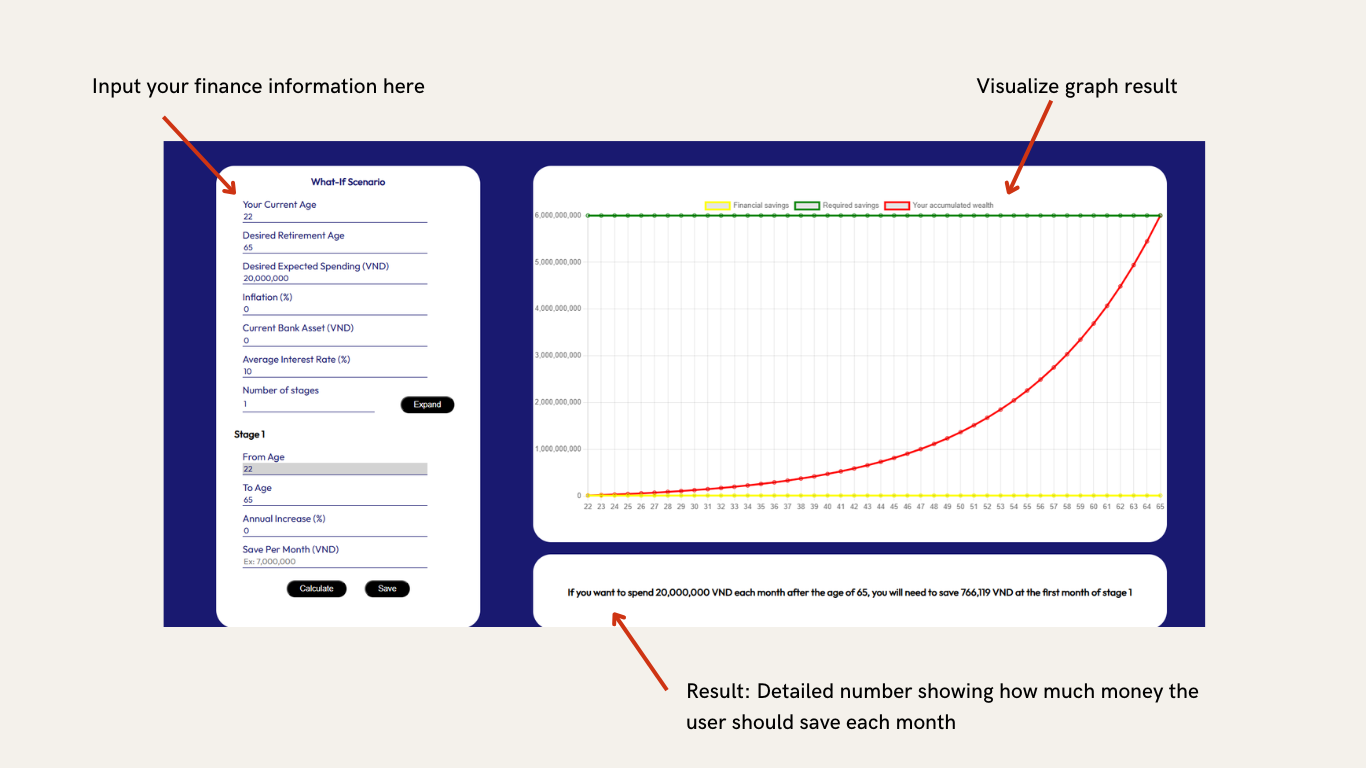 Input your finance information here
Visualize graph result
What-If Scenario
Your Current Age
22
Desired Retirement Age
65
Desired Expected Spending (VND)
20,000,000
Inflation (%)
0
Current Bank Asset (VND)
0
Average Interest Rate (%)
10
Number of stages
1
Expand
Stage 1
From Age
22
To Age
65
Annual Increase (%)
0
Save Per Month (VND)
Ex: 7,000,000
Calculate Save
Financial savings Required savings Your accumulated wealth
6,000,000,000
5,000,000,000
4,000,000,000
3,000,000,000
2,000,000,000
1,000,000,000
0
22 23 24 25 26 27 28 29 30 31 32 33 34 35 36 37 38 39 40 41 42 43 44 45 46 47 48 49 50 51 52 53 54 55 56 57 58 59 60 61 62 63 64 65
If you want to spend 20,000,000 VND each month after the age of 65, you will need to save 766,119 VND at the first month of stage 1
Result: Detailed number showing how much money the
user should save each month